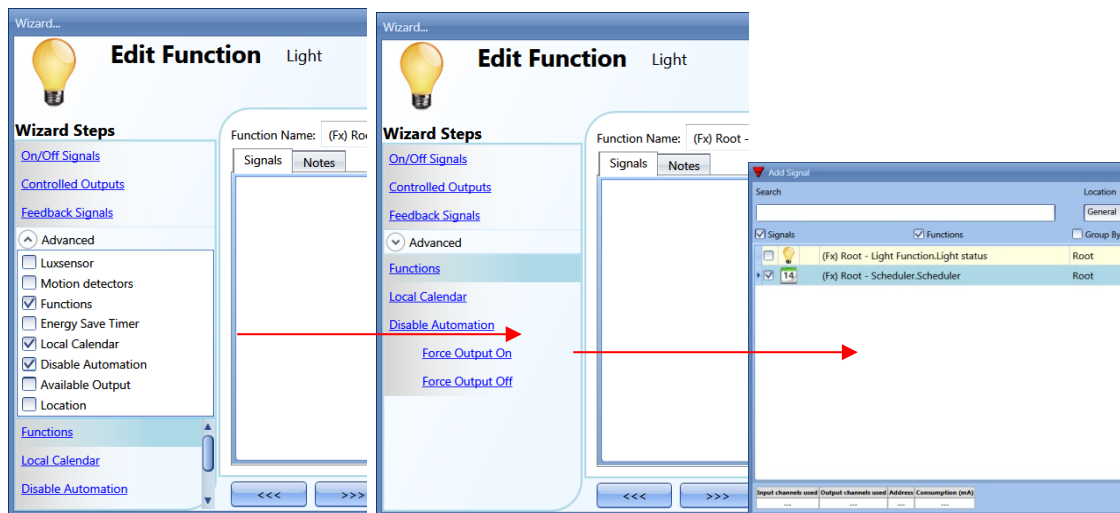 Wizard...
Edit Function Light
Wizard Steps
Function Name: (Fx) Roo
On/Off Signals
Signals Notes
Controlled Outputs
Feedback Signals
Advanced
Luxsensor
Motion detectors
Functions
Energy Save Timer
Local Calendar
Disable Automation
Available Output
Location
Functions
Local Calendar
Disable Automation
<<< >>>
Wizard...
Edit Function Light
Wizard Steps
Function Name: (Fx) Root -
On/Off Signals
Signals Notes
Controlled Outputs
Feedback Signals
Advanced
Functions
Local Calendar
Disable Automation
Force Output On
Force Output Off
<<< >>>
Add Signal
Search Location
General
Signals Functions Group By
(Fx) Root - Light Function.Light status Root
14 (Fx) Root - Scheduler.Scheduler Root
Input channels used Output channels used Address Consumption (mA)
--- --- --- ---